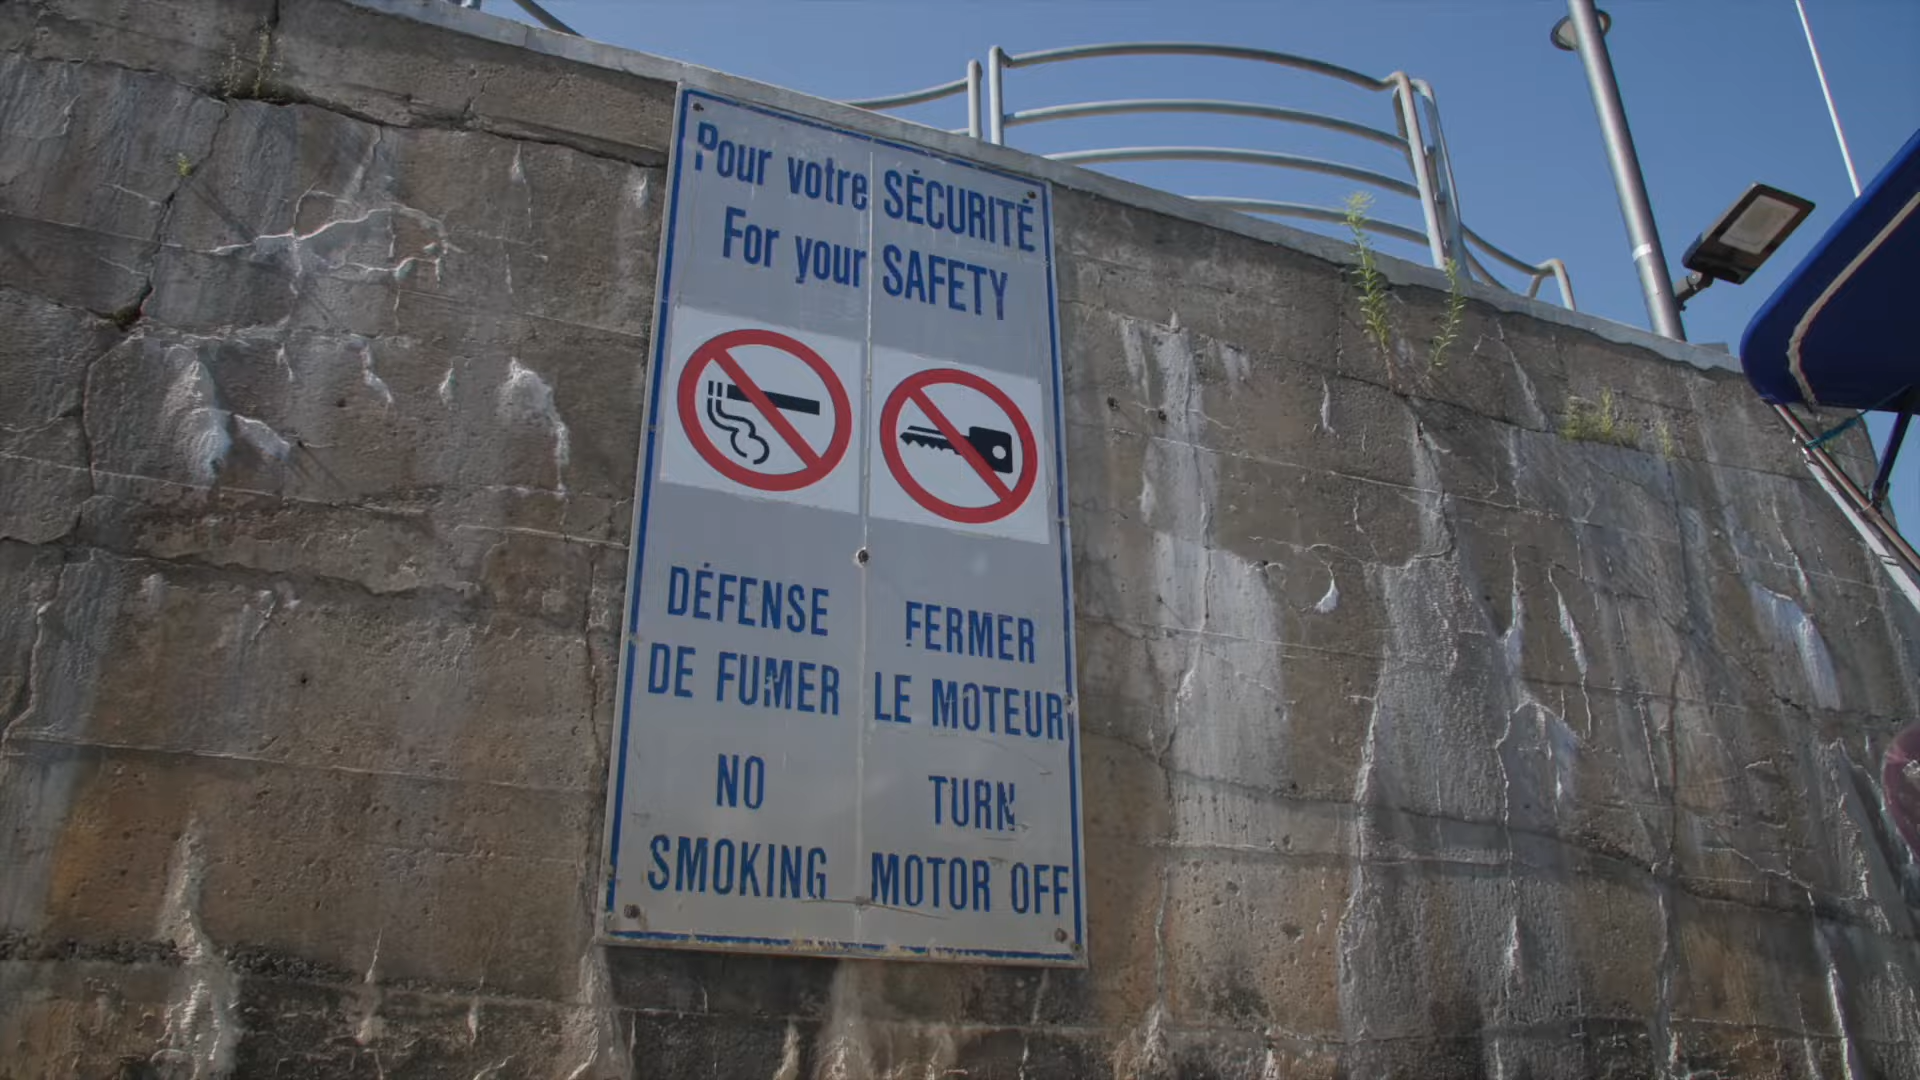 Pour votre SÉCURITÉ
For your SAFETY
DÉFENSE
DE FUMER
NO
SMOKING
FERMER
LE MOTEUR
TURN
MOTOR OFF